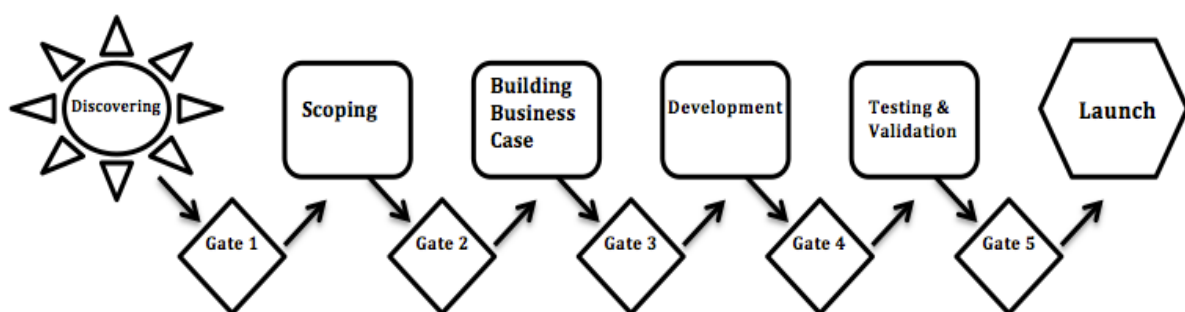 Discovering
Scoping
Building
Business
Case
Development
Testing &
Validation
Launch
Gate 1
Gate 2
Gate 3
Gate 4
Gate 5